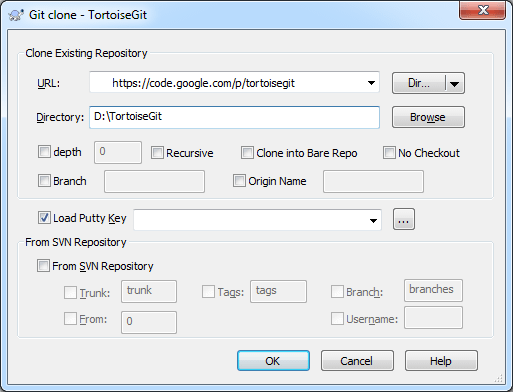 Git clone - TortoiseGit
Clone Existing Repository
URL: https://code.google.com/p/tortoisegit Dir...
Directory: D:\TortoiseGit Browse
depth 0 Recursive Clone into Bare Repo No Checkout
Branch Origin Name
Load Putty Key ...
From SVN Repository
From SVN Repository
Trunk: trunk Tags: tags Branch: branches
From: 0 Username:
OK Cancel Help